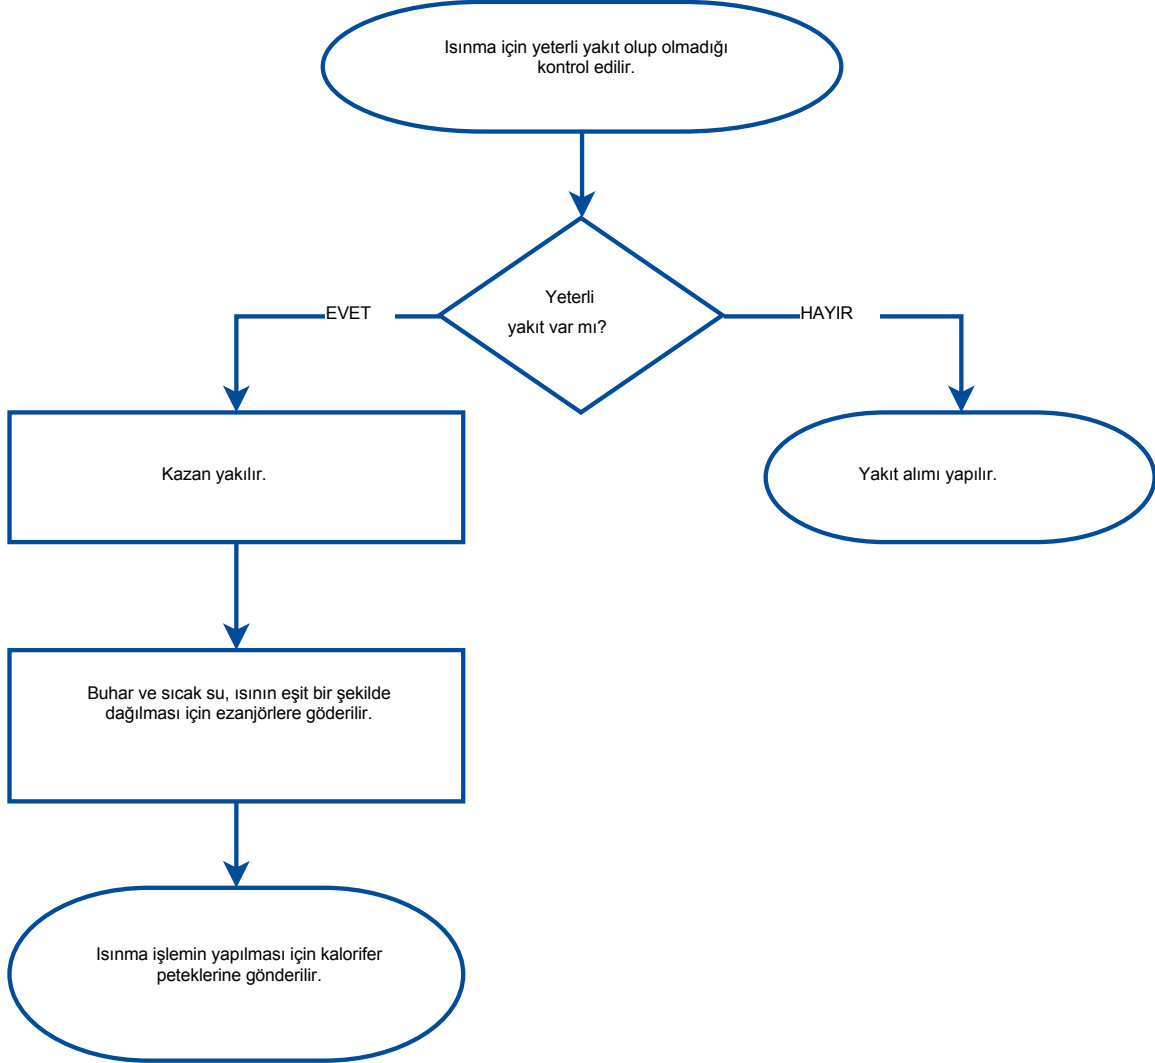 Isınma için yeterli yakıt olup olmadığı
kontrol edilir.
Yeterli
yakıt var mı?
EVET
HAYIR
Kazan yakılır.
Yakıt alımı yapılır.
Buhar ve sıcak su, ısının eşit bir şekilde
dağılması için ezanjörlere göderilir.
Isınma işlemin yapılması için kalorifer
peteklerine gönderilir.